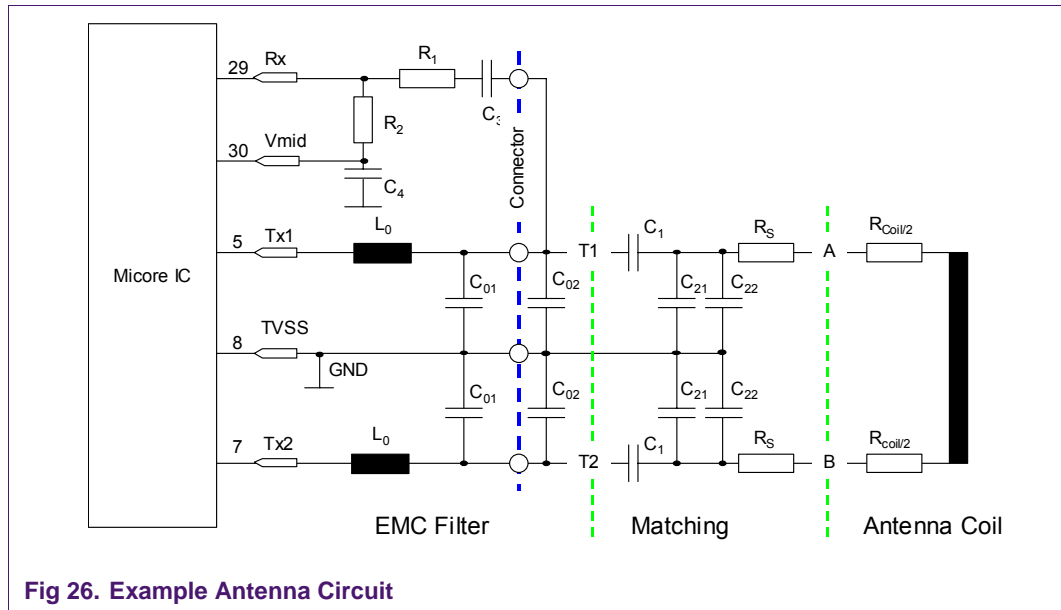 29
Rx
R1
C3
R2
30
Vmid
C4
Connector
5
Tx1
L0
T1
C1
RS
A
RCoil/2
Micore IC
C01
C02
C21
C22
8
TVSS
GND
C01
C02
C21
C22
7
Tx2
L0
T2
C1
RS
B
Rcoil/2
EMC Filter
Matching
Antenna Coil
Fig 26. Example Antenna Circuit